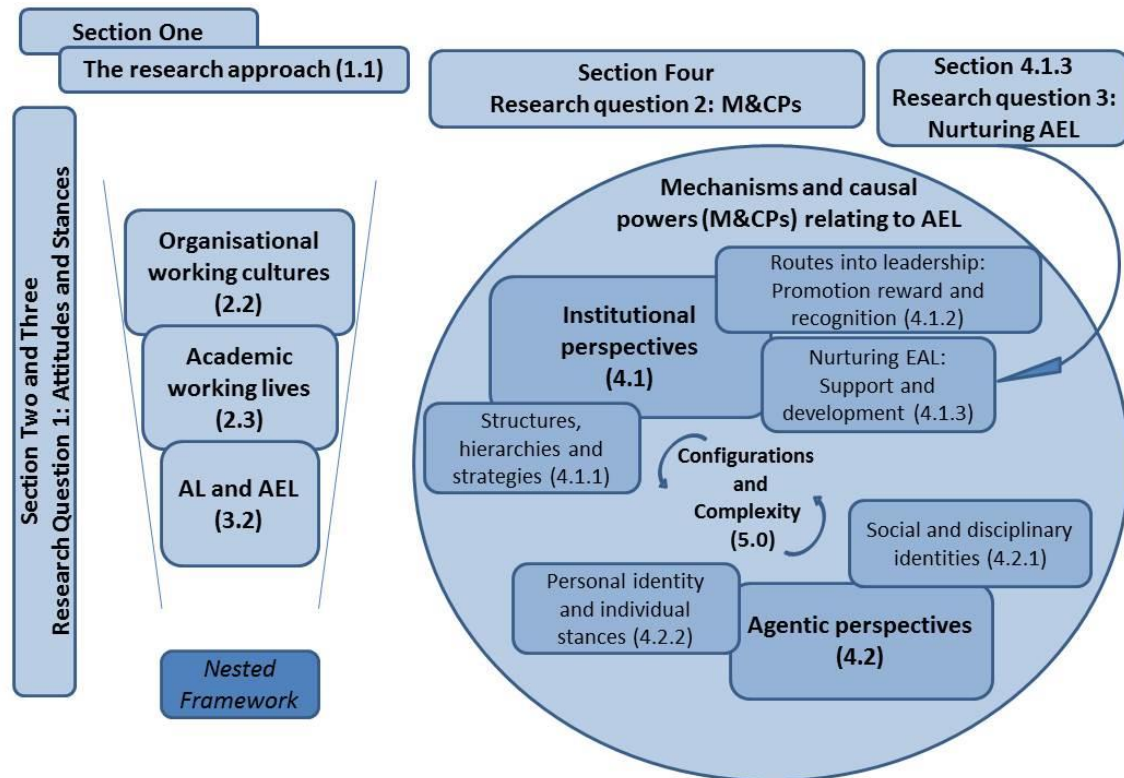 Section One
The research approach (1.1)
Section Four
Research question 2: M&CPs
Section 4.1.3
Research question 3:
Nurturing AEL
Section Two and Three
Research Question 1: Attitudes and Stances
Organisational
working cultures
(2.2)
Academic
working lives
(2.3)
AL and AEL
(3.2)
Nested
Framework
Mechanisms and causal
powers (M&CPs) relating to AEL
Routes into leadership:
Promotion reward and
recognition (4.1.2)
Institutional
perspectives
(4.1)
Nurturing EAL:
Support and
development (4.1.3)
Structures,
hierarchies and
strategies (4.1.1)
Configurations
and
Complexity
(5.0)
Social and disciplinary
identities (4.2.1)
Personal identity
and individual
stances (4.2.2)
Agentic perspectives
(4.2)